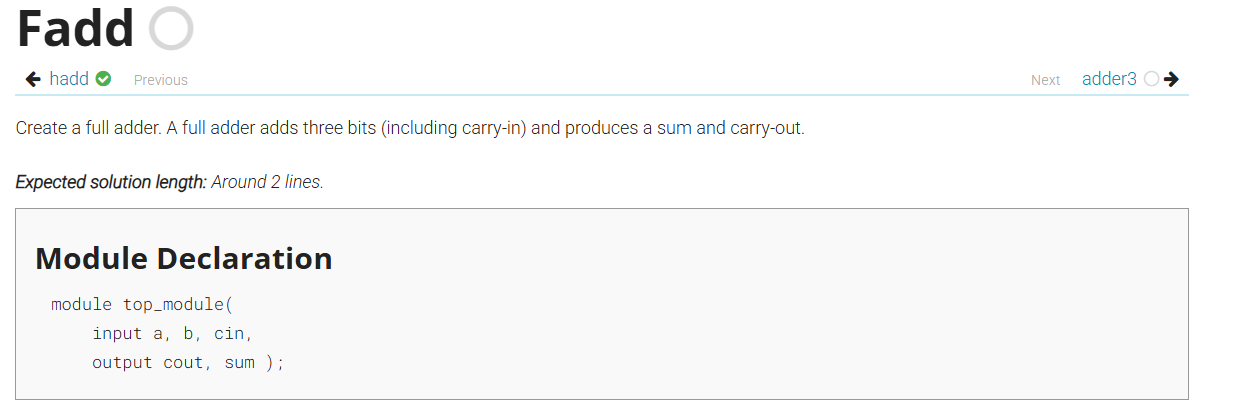 Fadd
hadd Previous Next adder3
Create a full adder. A full adder adds three bits (including carry-in) and produces a sum and carry-out.
Expected solution length: Around 2 lines.
Module Declaration
module top_module(
    input a, b, cin,
    output cout, sum );